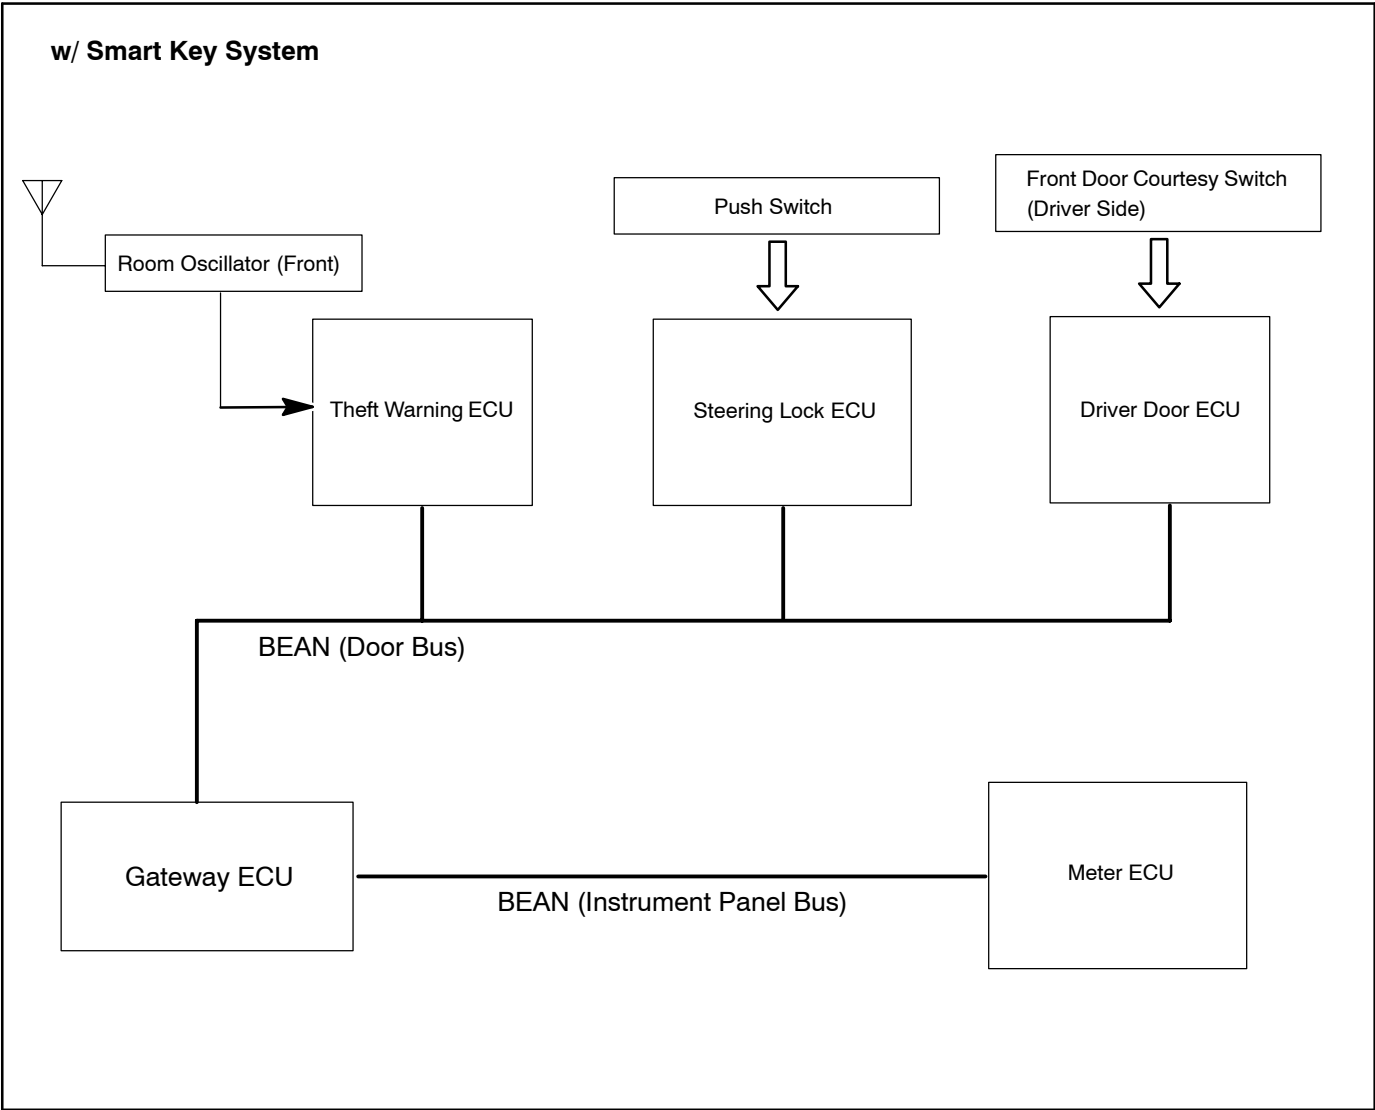 w/ Smart Key System
Front Door Courtesy Switch
(Driver Side)
Push Switch
Room Oscillator (Front)
Theft Warning ECU
Steering Lock ECU
Driver Door ECU
BEAN (Door Bus)
Gateway ECU
Meter ECU
BEAN (Instrument Panel Bus)